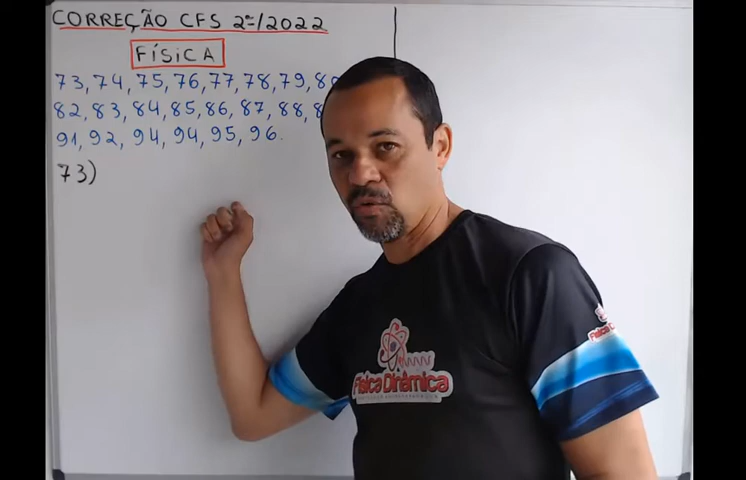 CORREÇÃO CFS 2º/2022
FÍSICA
73, 74, 75, 76, 77, 78, 79,
82, 83, 84, 85, 86, 87, 88,
91, 92, 94, 94, 95, 96.
73)
Física Dinâmica